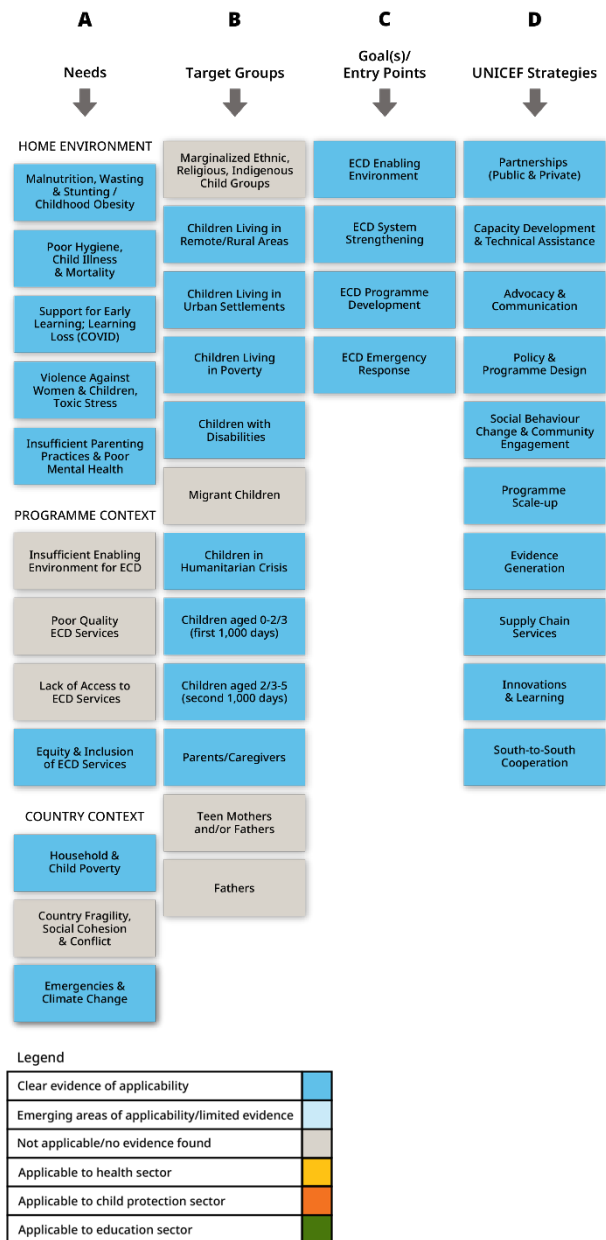 A
Needs
HOME ENVIRONMENT
Malnutrition, Wasting
& Stunting /
Childhood Obesity
Poor Hygiene,
Child Illness
& Mortality
Support for Early
Learning; Learning
Loss (COVID)
Violence Against
Women & Children,
Toxic Stress
Insufficient Parenting
Practices & Poor
Mental Health
PROGRAMME CONTEXT
Insufficient Enabling
Environment for ECD
Poor Quality
ECD Services
Lack of Access to
ECD Services
Equity & Inclusion
of ECD Services
COUNTRY CONTEXT
Household &
Child Poverty
Country Fragility,
Social Cohesion
& Conflict
Emergencies &
Climate Change
B
Target Groups
Marginalized Ethnic,
Religious, Indigenous
Child Groups
Children Living in
Remote/Rural Areas
Children Living in
Urban Settlements
Children Living
in Poverty
Children with
Disabilities
Migrant Children
Children in
Humanitarian Crisis
Children aged 0-2/3
(first 1,000 days)
Children aged 2/3-5
(second 1,000 days)
Parents/Caregivers
Teen Mothers
and/or Fathers
Fathers
C
Goal(s)/
Entry Points
ECD Enabling
Environment
ECD System
Strengthening
ECD Programme
Development
ECD Emergency
Response
D
UNICEF Strategies
Partnerships
(Public & Private)
Capacity Development
& Technical Assistance
Advocacy &
Communication
Policy &
Programme Design
Social Behaviour
Change & Community
Engagement
Programme
Scale-up
Evidence
Generation
Supply Chain
Services
Innovations
& Learning
South-to-South
Cooperation
Legend
Clear evidence of applicability
Emerging areas of applicability/limited evidence
Not applicable/no evidence found
Applicable to health sector
Applicable to child protection sector
Applicable to education sector